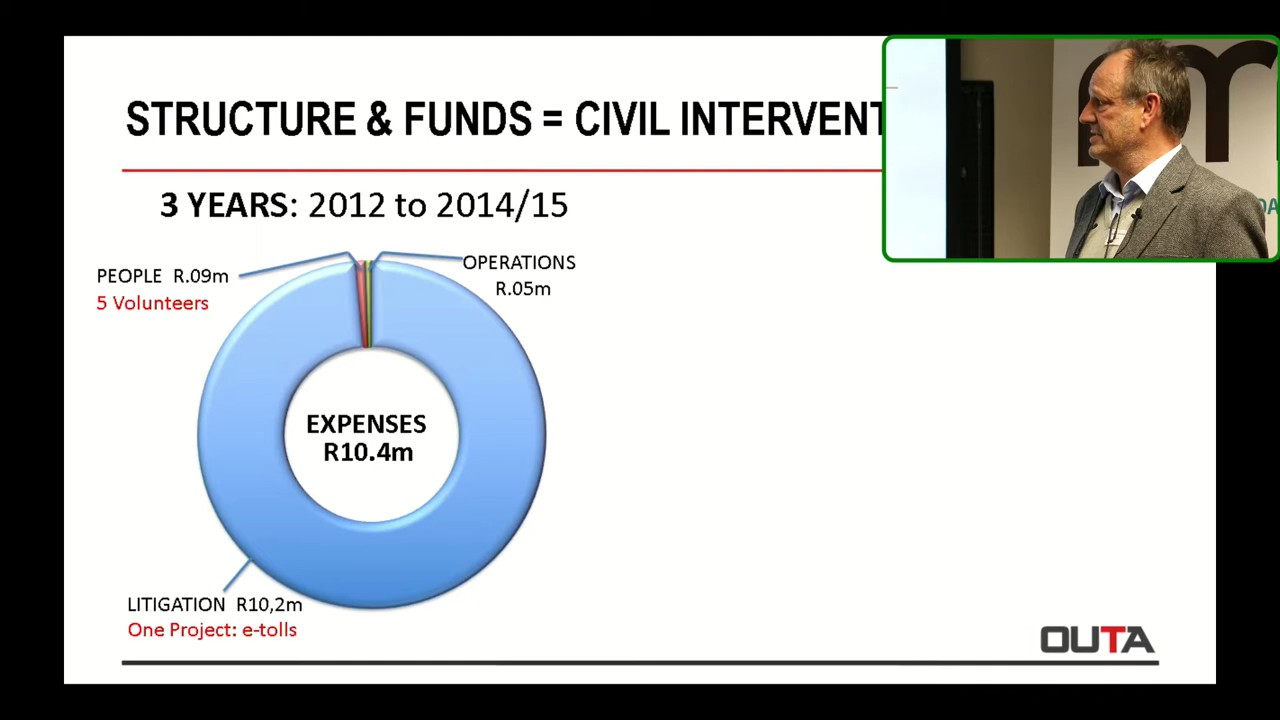 STRUCTURE & FUNDS = CIVIL INTERVENT
3 YEARS: 2012 to 2014/15
PEOPLE R.09m
5 Volunteers
OPERATIONS
R.05m
EXPENSES
R10.4m
LITIGATION R10,2m
One Project: e-tolls
OUTA